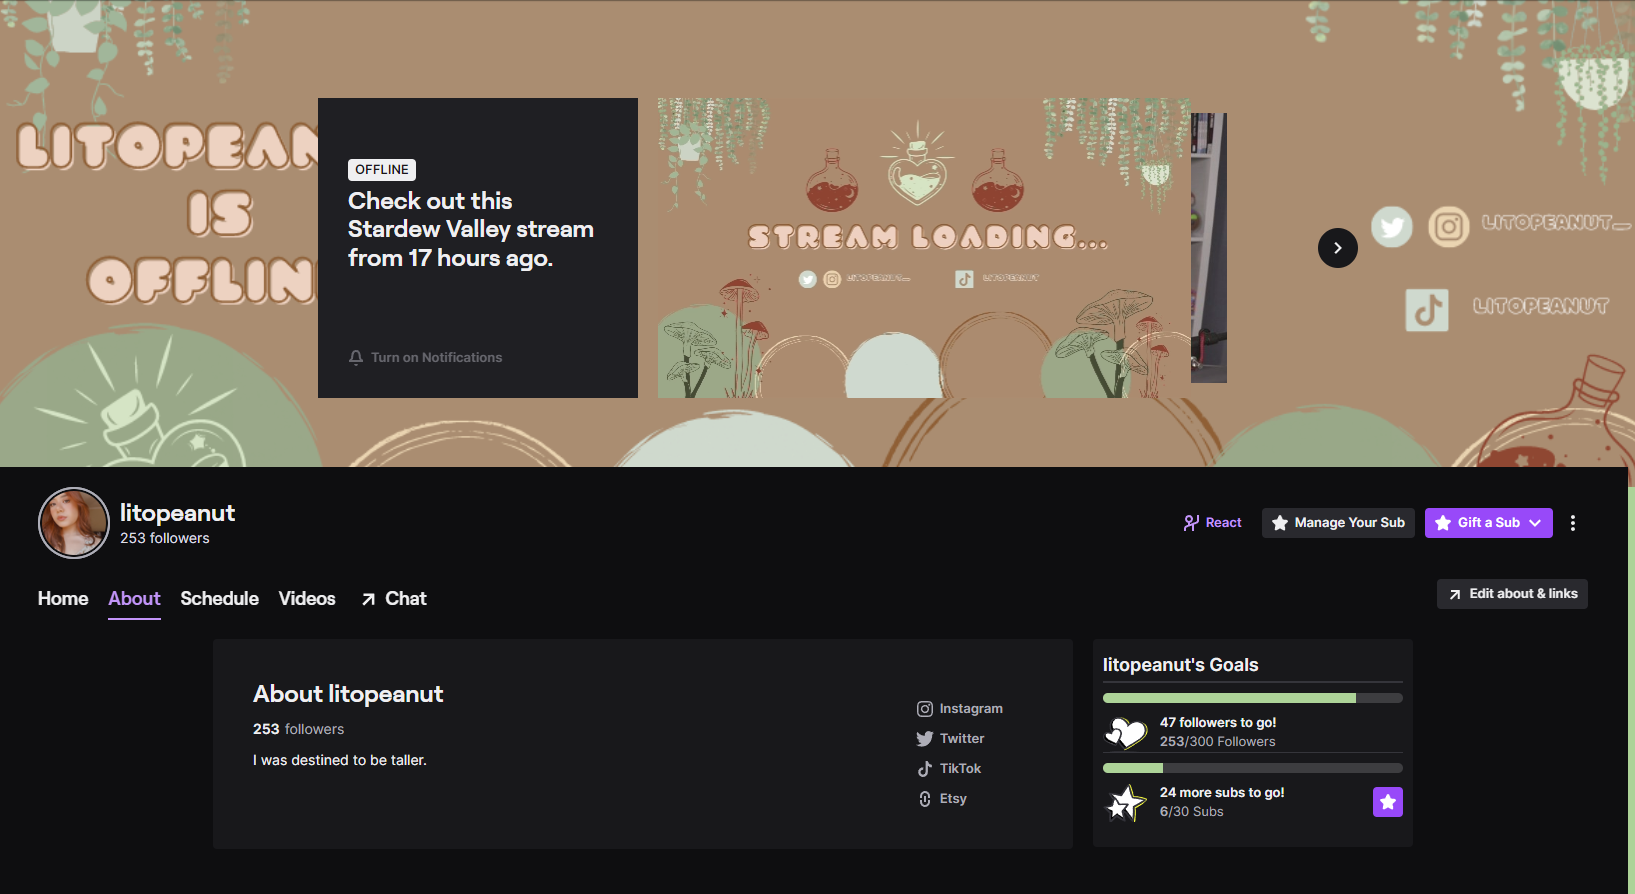 LITOPEAN
IS
OFFLIN
OFFLINE
Check out this
Stardew Valley stream
from 17 hours ago.
Turn on Notifications
STREAM LOADING...
LITOPEANUT__
LITOPEANUT
LITOPEANUT__
LITOPEANUT
litopeanut
253 followers
React
Manage Your Sub
Gift a Sub
Home About Schedule Videos Chat
Edit about & links
About litopeanut
253 followers
I was destined to be taller.
Instagram
Twitter
TikTok
Etsy
litopeanut's Goals
47 followers to go!
253/300 Followers
24 more subs to go!
6/30 Subs